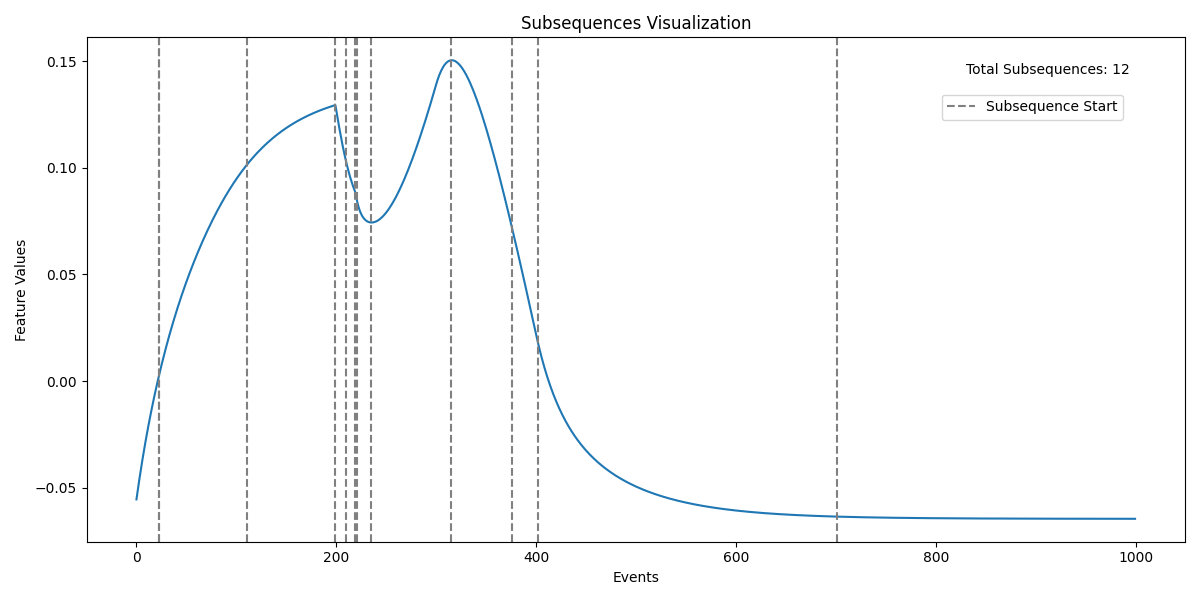 Subsequences Visualization
Total Subsequences: 12
Subsequence Start
Feature Values
0.15
0.10
0.05
0.00
−0.05
0
200
400
600
800
1000
Events